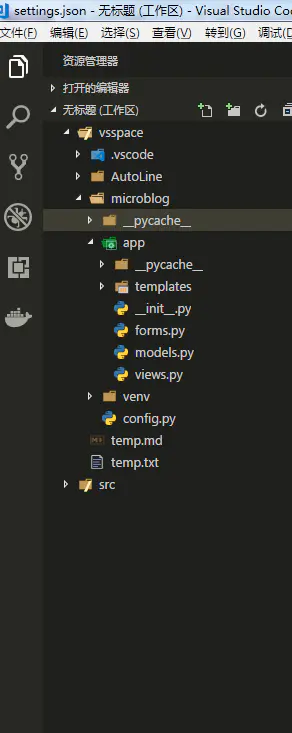 settings.json - 无标题 (工作区) - Visual Studio Cod
文件(F) 编辑(E) 选择(S) 查看(V) 转到(G) 调试(D
资源管理器
打开的编辑器
无标题 (工作区)
vsspace
.vscode
AutoLine
microblog
__pycache__
app
__pycache__
templates
__init__.py
forms.py
models.py
views.py
venv
config.py
temp.md
temp.txt
src